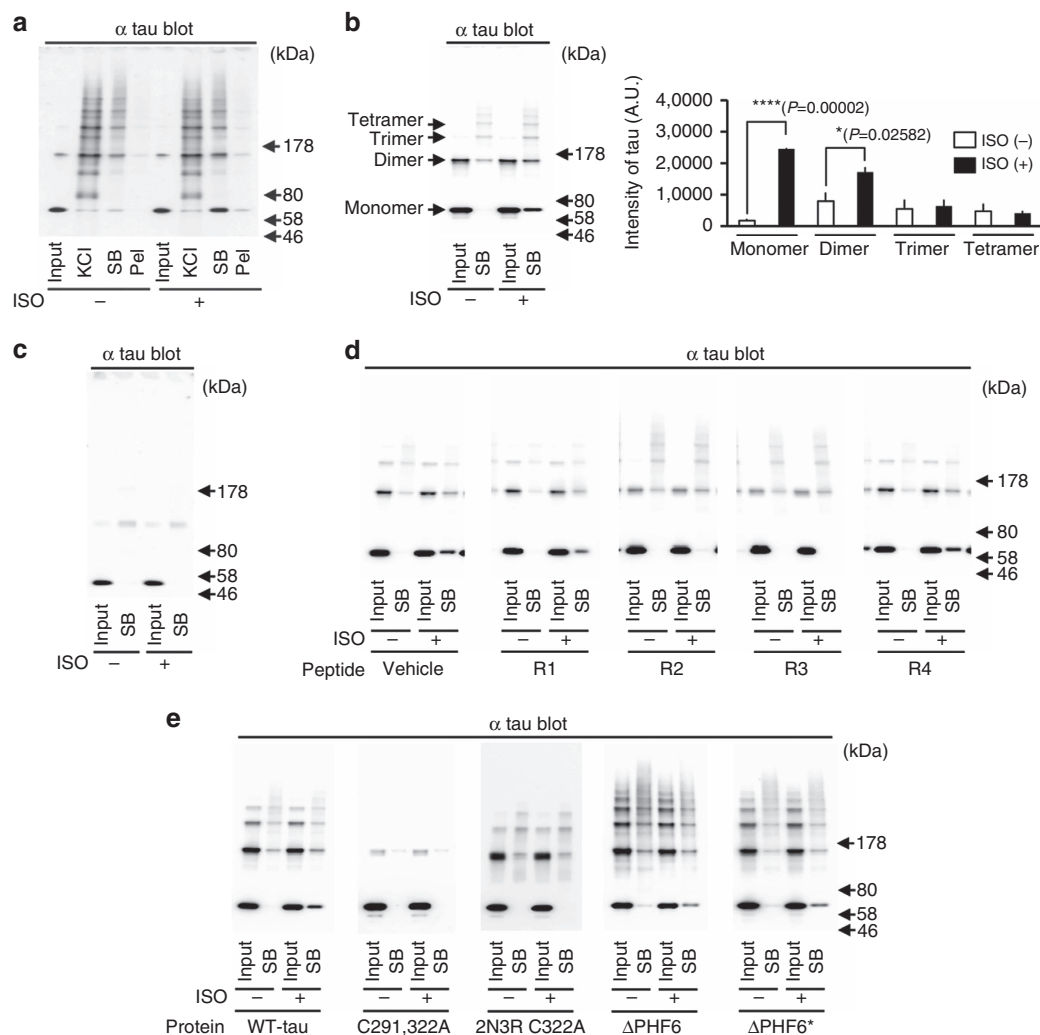 a
α tau blot
(kDa)
178
80
58
46
Input
KCl
SB
Pel
Input
KCl
SB
Pel
ISO
–
+
b
α tau blot
(kDa)
Tetramer
Trimer
Dimer
Monomer
178
80
58
46
Input
SB
Input
SB
ISO
–
+
Intensity of tau (A.U.)
4,0000
3,0000
2,0000
1,0000
0
****(P=0.00002)
*(P=0.02582)
ISO (–)
ISO (+)
Monomer Dimer Trimer Tetramer
c
α tau blot
(kDa)
178
80
58
46
Input
SB
Input
SB
ISO
–
+
d
α tau blot
(kDa)
178
80
58
46
Input
SB
Input
SB
Input
SB
Input
SB
Input
SB
Input
SB
Input
SB
Input
SB
Input
SB
Input
SB
ISO – + – + – + – + – +
Peptide Vehicle R1 R2 R3 R4
e
α tau blot
(kDa)
178
80
58
46
Input
SB
Input
SB
Input
SB
Input
SB
Input
SB
Input
SB
Input
SB
Input
SB
Input
SB
Input
SB
ISO – + – + – + – + – +
Protein WT-tau C291,322A 2N3R C322A ΔPHF6 ΔPHF6*